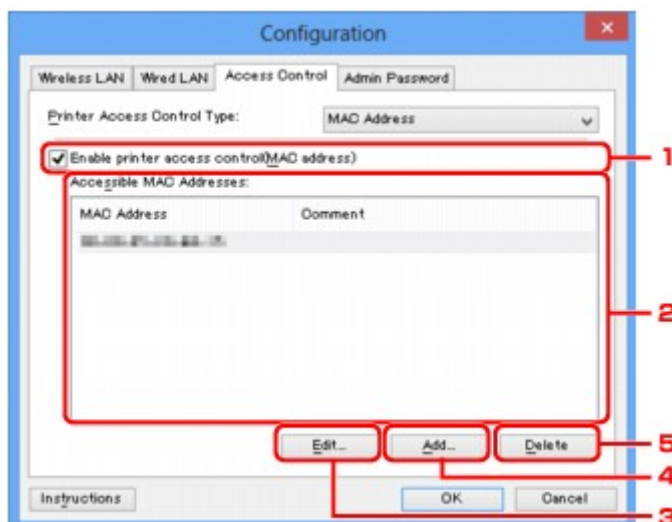 Configuration
Wireless LAN Wired LAN Access Control Admin Password
Printer Access Control Type: MAC Address
Enable printer access control(MAC address) 1
Accessible MAC Addresses:
MAC Address Comment
2
Edit... Add... Delete 5
4
Instructions OK Cancel
3